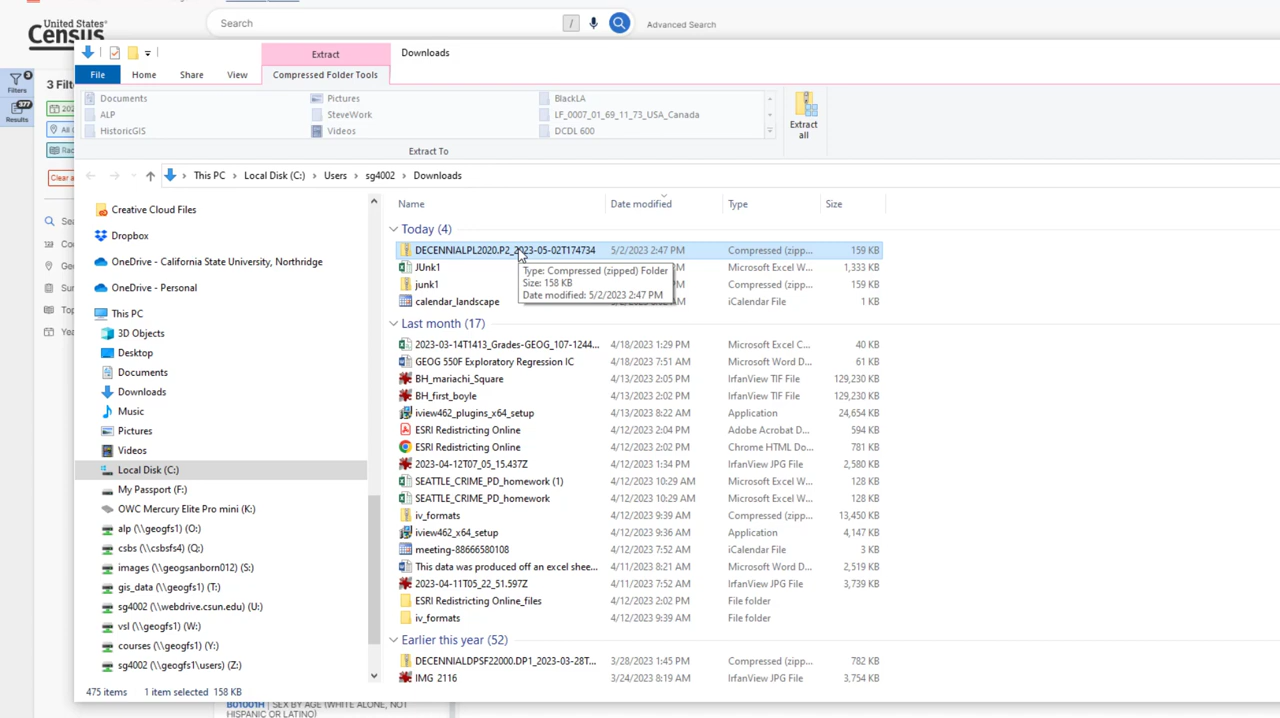 United States®
Census
Search / Advanced Search
Filters 3
Results 377
3 Filt
202
All
Rac
Clear a
Sea
Co
Geo
Sur
Top
Yea
Extract Downloads
File Home Share View Compressed Folder Tools
Documents Pictures BlackLA
ALP SteveWork LF_0007_01_69_11_73_USA_Canada
HistoricGIS Videos DCDL 600
Extract all
Extract To
This PC > Local Disk (C:) > Users > sg4002 > Downloads
Creative Cloud Files
Dropbox
OneDrive - California State University, Northridge
OneDrive - Personal
This PC
3D Objects
Desktop
Documents
Downloads
Music
Pictures
Videos
Local Disk (C:)
My Passport (F:)
OWC Mercury Elite Pro mini (K:)
alp (\\geogfs1) (O:)
csbs (\\csbsfs4) (Q:)
images (\\geogsanborn012) (S:)
gis_data (\\geogfs1) (T:)
sg4002 (\\webdrive.csun.edu) (U:)
vsl (\\geogfs1) (W:)
courses (\\geogfs1) (Y:)
sg4002 (\\geogfs1\users) (Z:)
Name Date modified Type Size
Today (4)
DECENNIALPL2020.P2_2023-05-02T174734 5/2/2023 2:47 PM Compressed (zipp... 159 KB
JUnk1 PM Microsoft Excel W... 1,333 KB
junk1 PM Compressed (zipp... 159 KB
calendar_landscape iCalendar File 1 KB
Type: Compressed (zipped) Folder
Size: 158 KB
Date modified: 5/2/2023 2:47 PM
Last month (17)
2023-03-14T1413_Grades-GEOG_107-1244... 4/18/2023 1:29 PM Microsoft Excel C... 40 KB
GEOG 550F Exploratory Regression IC 4/18/2023 7:51 AM Microsoft Word D... 61 KB
BH_mariachi_Square 4/13/2023 2:05 PM IrfanView TIF File 129,230 KB
BH_first_boyle 4/13/2023 2:02 PM IrfanView TIF File 129,230 KB
iview462_plugins_x64_setup 4/13/2023 8:22 AM Application 24,654 KB
ESRI Redistricting Online 4/12/2023 2:04 PM Adobe Acrobat D... 594 KB
ESRI Redistricting Online 4/12/2023 2:02 PM Chrome HTML Do... 781 KB
2023-04-12T07_05_15.437Z 4/12/2023 1:34 PM IrfanView JPG File 2,580 KB
SEATTLE_CRIME_PD_homework (1) 4/12/2023 10:29 AM Microsoft Excel W... 128 KB
SEATTLE_CRIME_PD_homework 4/12/2023 10:29 AM Microsoft Excel W... 128 KB
iv_formats 4/12/2023 9:39 AM Compressed (zipp... 13,450 KB
iview462_x64_setup 4/12/2023 9:36 AM Application 4,147 KB
meeting-88666580108 4/12/2023 7:52 AM iCalendar File 3 KB
This data was produced off an excel shee... 4/11/2023 8:21 AM Microsoft Word D... 2,519 KB
2023-04-11T05_22_51.597Z 4/11/2023 7:52 AM IrfanView JPG File 3,739 KB
ESRI Redistricting Online_files 4/12/2023 2:02 PM File folder
iv_formats 4/12/2023 9:39 AM File folder
Earlier this year (52)
DECENNIALDPSF22000.DP1_2023-03-28T... 3/28/2023 1:45 PM Compressed (zipp... 782 KB
IMG 2116 3/24/2023 8:19 AM IrfanView JPG File 3,754 KB
475 items 1 item selected 158 KB
B01001H | SEX BY AGE (WHITE ALONE, NOT
HISPANIC OR LATINO)